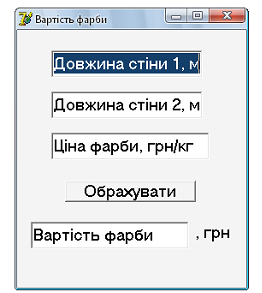 Вартість фарби
Довжина стіни 1, м
Довжина стіни 2, м
Ціна фарби, грн/кг
Обрахувати
Вартість фарби , грн